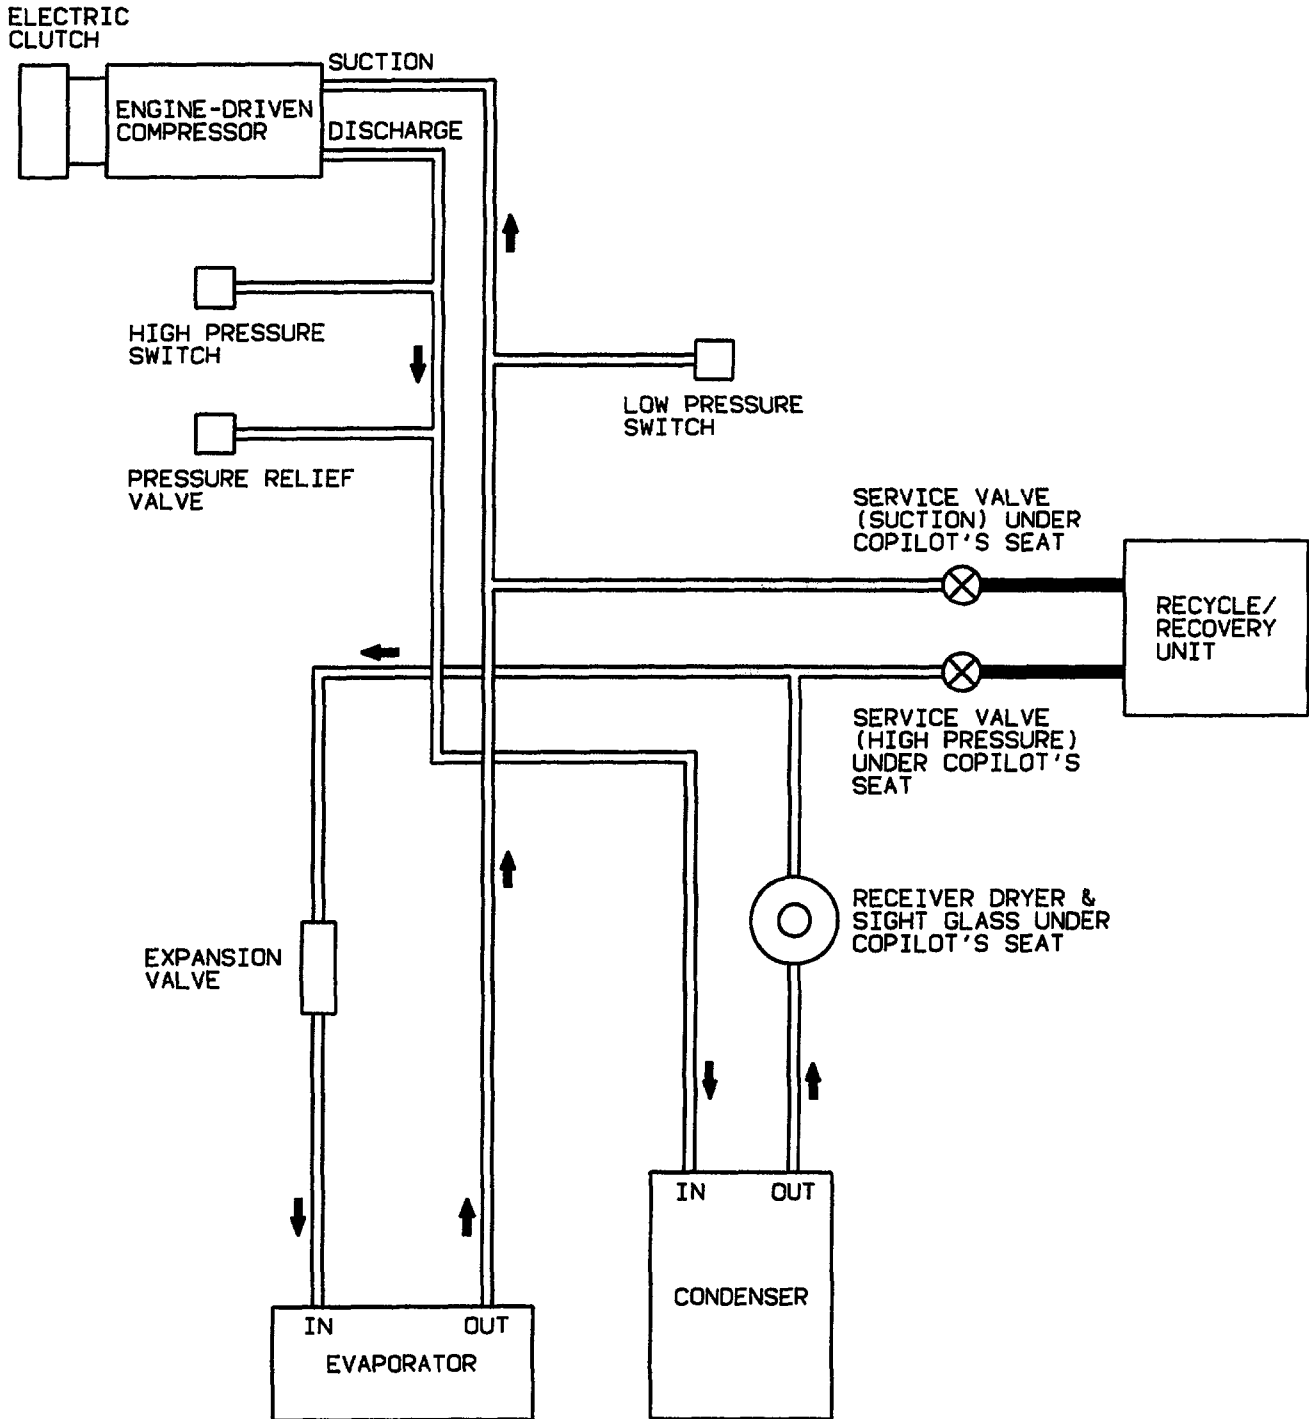 ELECTRIC
CLUTCH
SUCTION
ENGINE-DRIVEN
COMPRESSOR
DISCHARGE
HIGH PRESSURE
SWITCH
LOW PRESSURE
SWITCH
PRESSURE RELIEF
VALVE
SERVICE VALVE
(SUCTION) UNDER
COPILOT'S SEAT
RECYCLE/
RECOVERY
UNIT
SERVICE VALVE
(HIGH PRESSURE)
UNDER COPILOT'S
SEAT
RECEIVER DRYER &
SIGHT GLASS UNDER
COPILOT'S SEAT
EXPANSION
VALVE
IN OUT
CONDENSER
IN OUT
EVAPORATOR